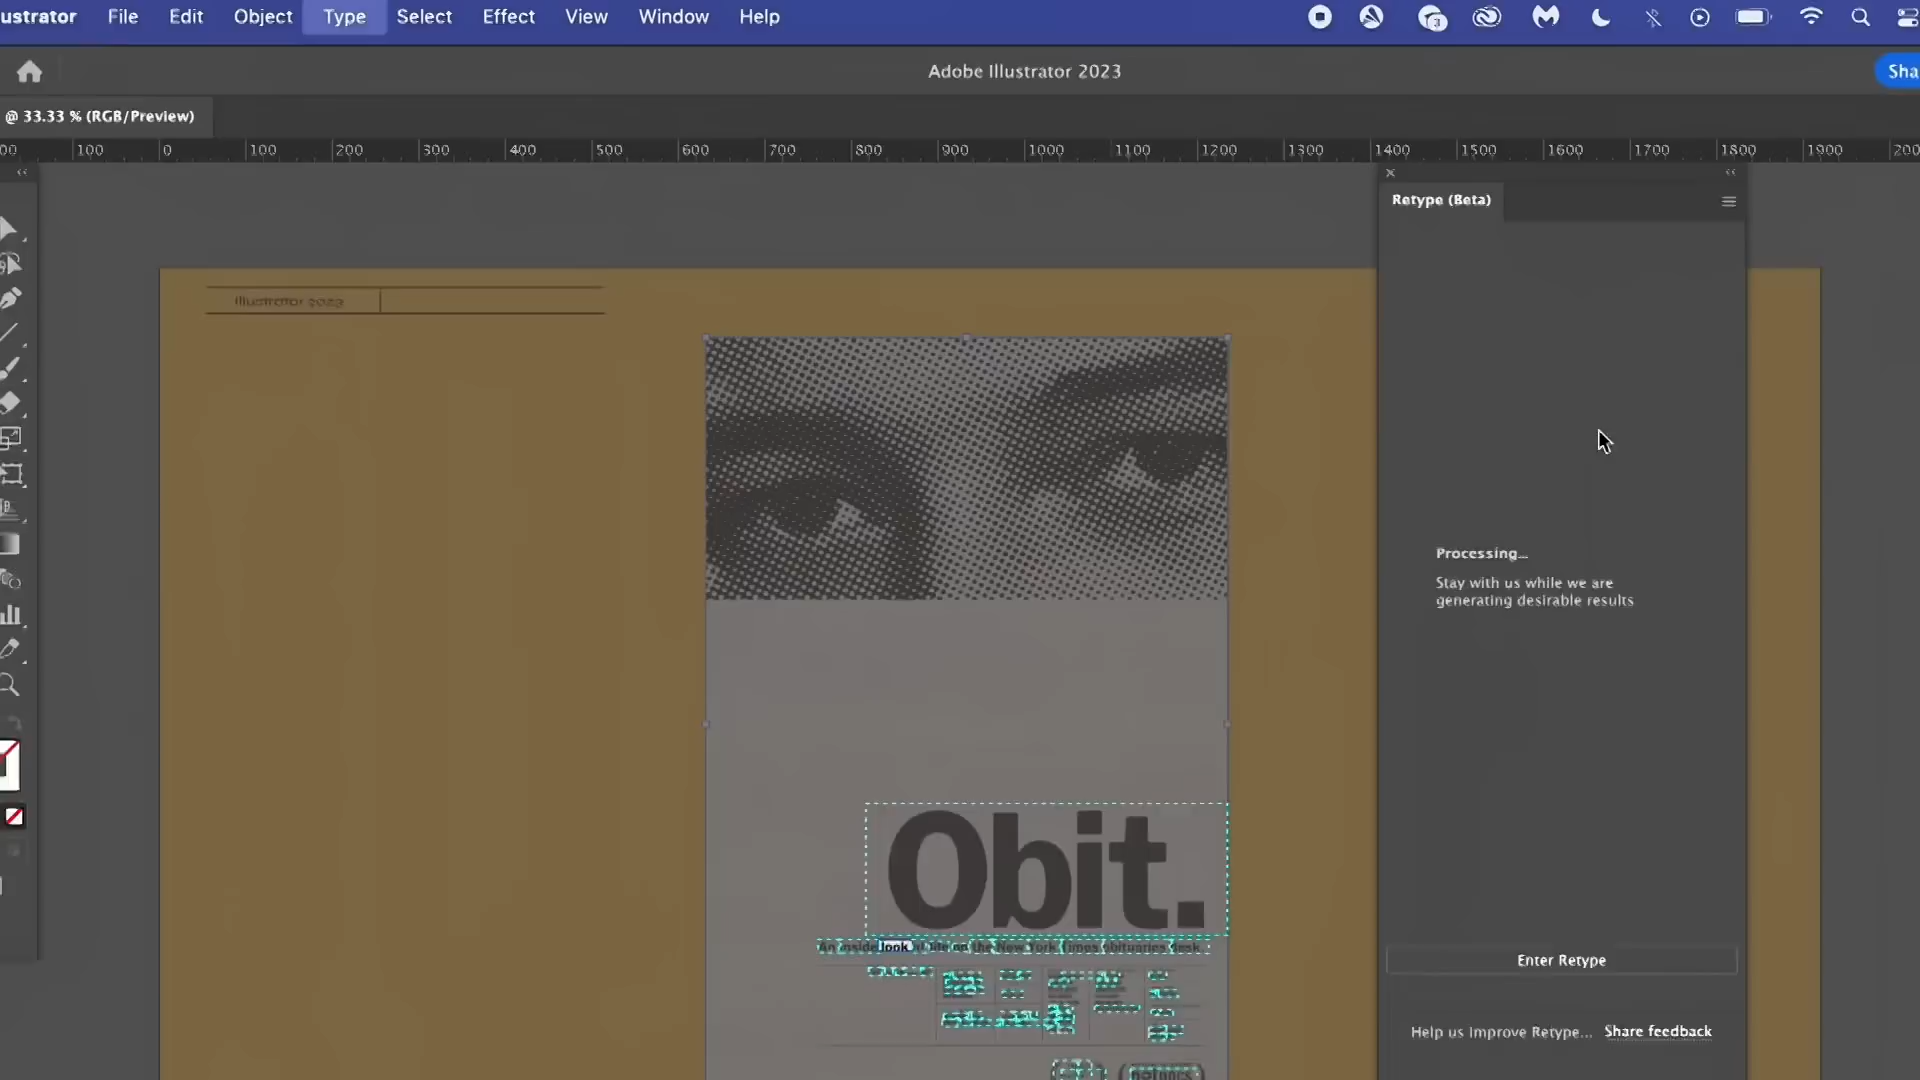 ustrator File Edit Object Type Select Effect View Window Help
3
Adobe Illustrator 2023
Sha
@ 33.33 % (RGB/Preview)
00 100 0 100 200 300 400 500 600 700 800 900 1000 1100 1200 1300 1400 1500 1600 1700 1800 1900 200
Retype (Beta)
Illustrator 2023
Processing...
Stay with us while we are
generating desirable results
Obit.
An inside look at life on the New York Times obituaries desk.
Enter Retype
Help us Improve Retype... Share feedback